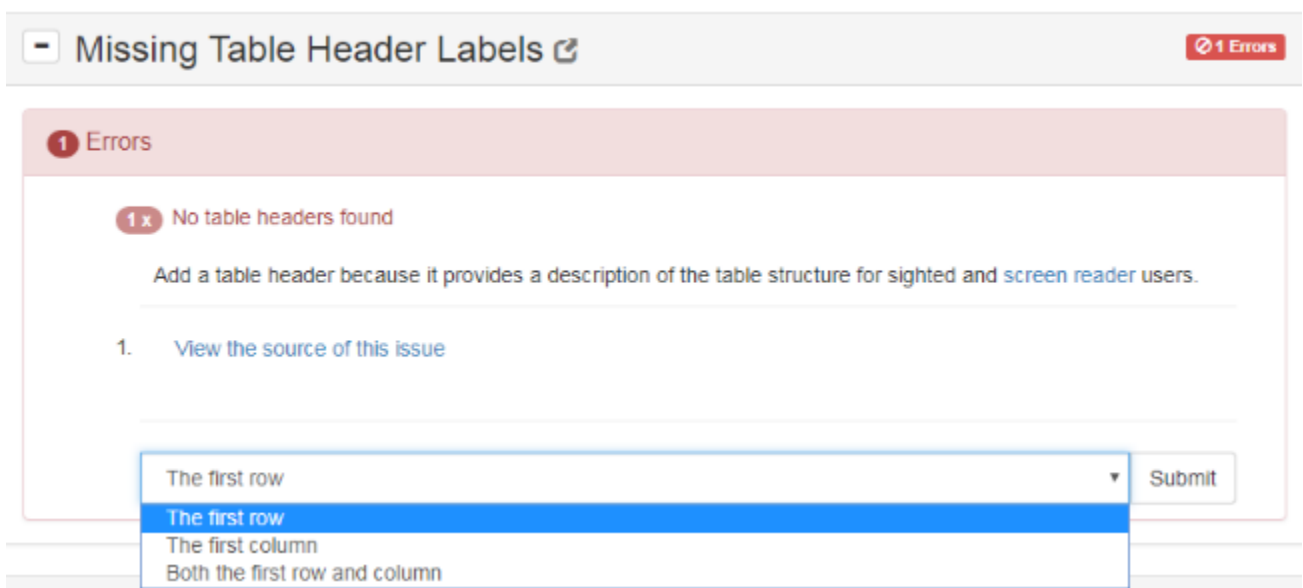 Missing Table Header Labels
1 Errors
1 Errors
1 x No table headers found
Add a table header because it provides a description of the table structure for sighted and screen reader users.
1. View the source of this issue
The first row
Submit
The first row
The first column
Both the first row and column